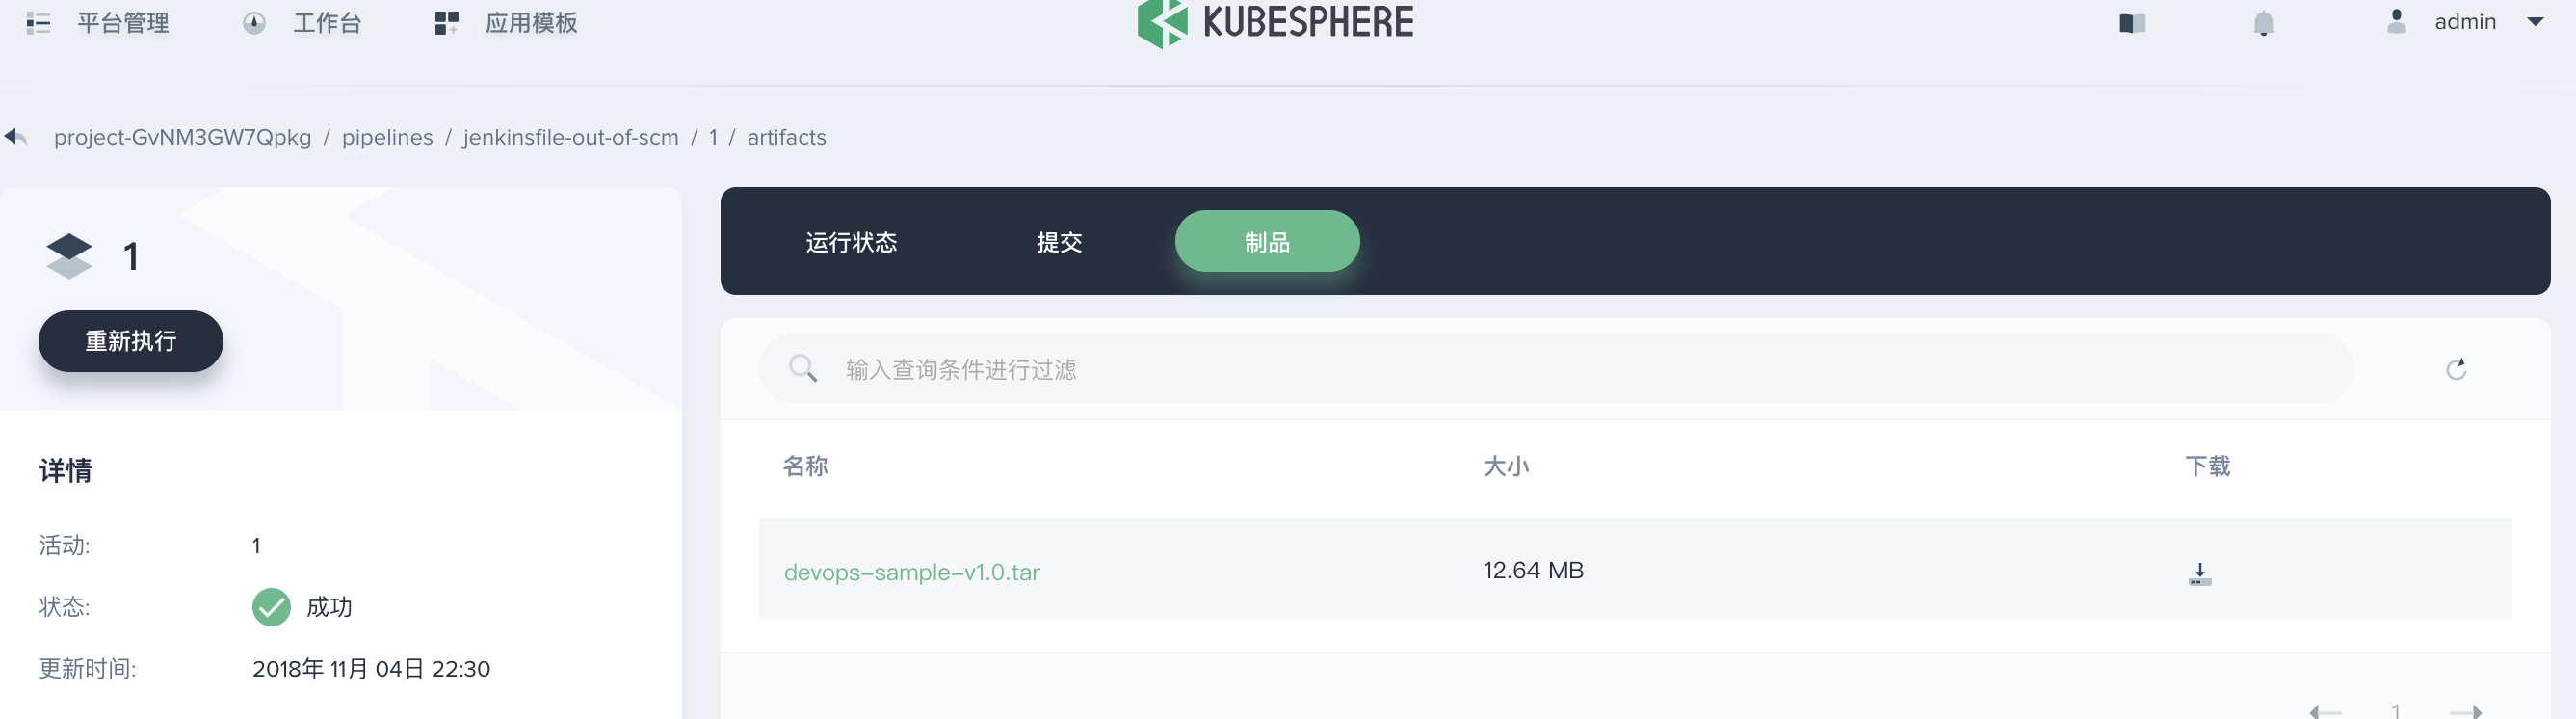 平台管理 工作台 应用模板 KUBESPHERE admin
project-GvNM3GW7Qpkg / pipelines / jenkinsfile-out-of-scm / 1 / artifacts
1
重新执行
详情
活动: 1
状态: 成功
更新时间: 2018年 11月 04日 22:30
运行状态 提交 制品
输入查询条件进行过滤
名称 大小 下载
devops-sample-v1.0.tar 12.64 MB
1